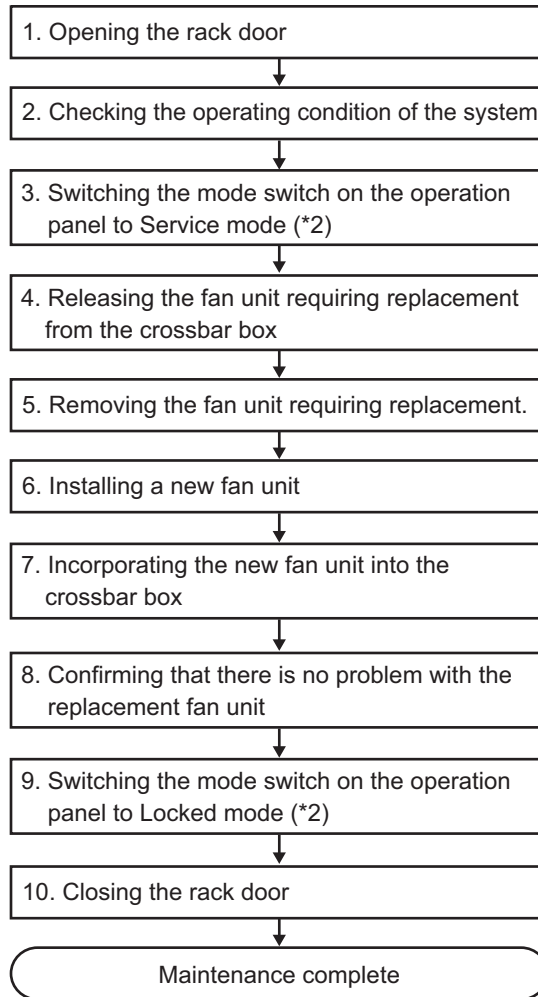 1. Opening the rack door
2. Checking the operating condition of the system
3. Switching the mode switch on the operation
panel to Service mode (*2)
4. Releasing the fan unit requiring replacement
from the crossbar box
5. Removing the fan unit requiring replacement.
6. Installing a new fan unit
7. Incorporating the new fan unit into the
crossbar box
8. Confirming that there is no problem with the
replacement fan unit
9. Switching the mode switch on the operation
panel to Locked mode (*2)
10. Closing the rack door
Maintenance complete